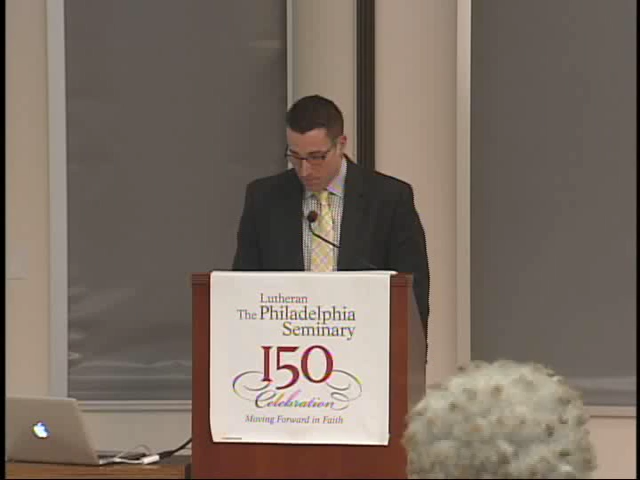 Lutheran
The Philadelphia
Seminary
150
Celebration
Moving Forward in Faith